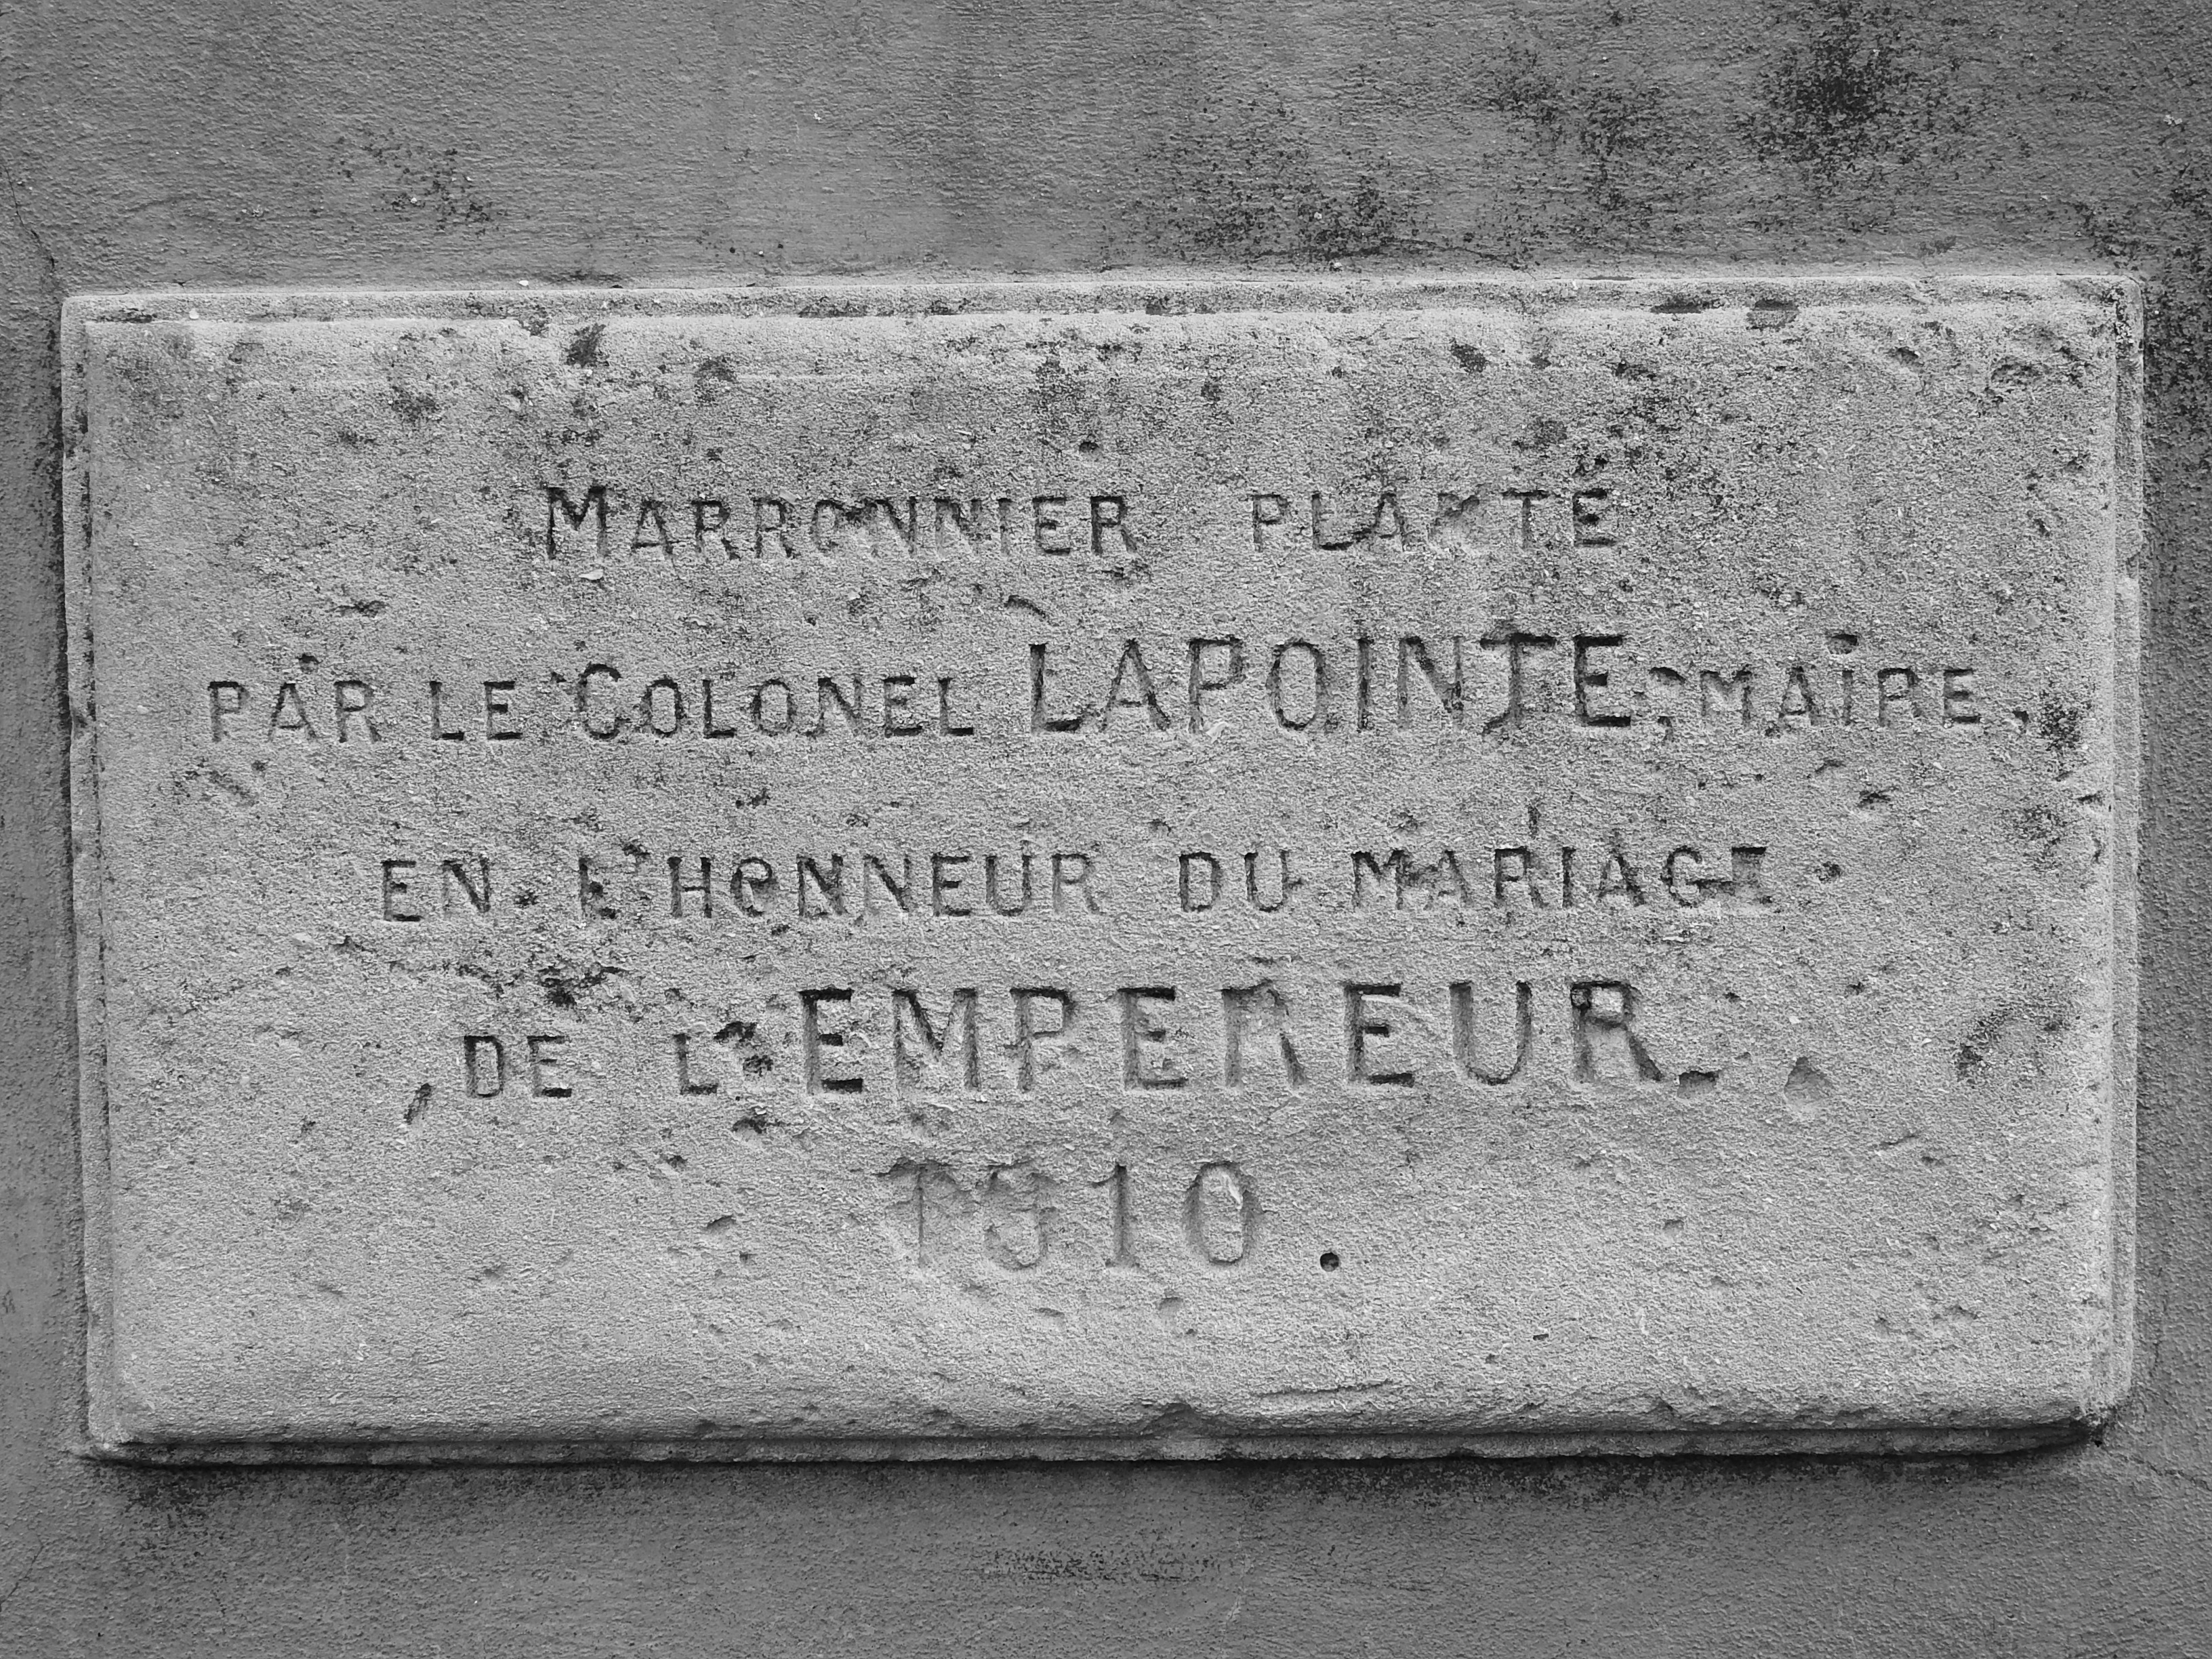 MARRONNIER PLANTÉ
PAR LE COLONEL LAPOINTE, MAIRE,
EN L'HONNEUR DU MARIAGE
DE L'EMPEREUR.
1810.